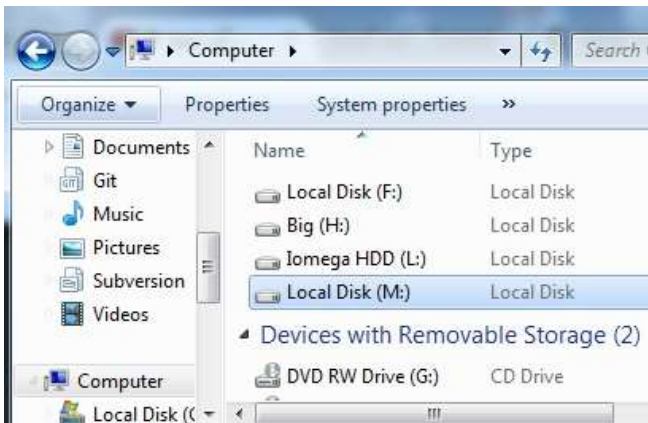 Computer
Search
Organize Properties System properties »
Documents
Git
Music
Pictures
Subversion
Videos
Computer
Local Disk (C
Name Type
Local Disk (F:) Local Disk
Big (H:) Local Disk
Iomega HDD (L:) Local Disk
Local Disk (M:) Local Disk
Devices with Removable Storage (2)
DVD RW Drive (G:) CD Drive